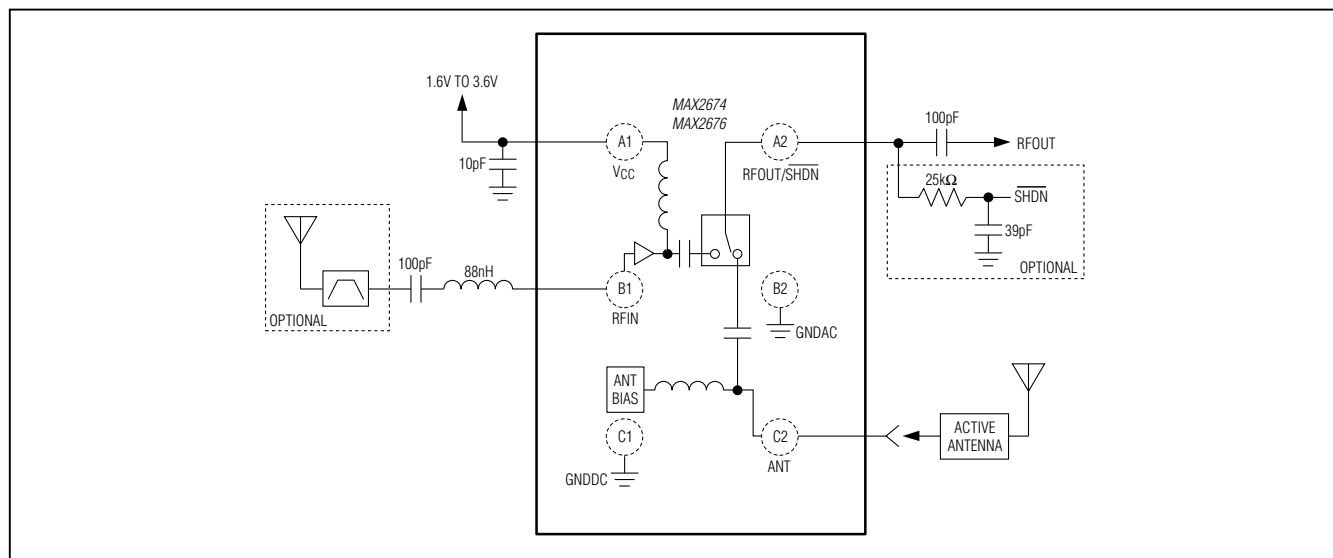 1.6V TO 3.6V
MAX2674
MAX2676
A1
VCC
10pF
A2
RFOUT/SHDN
100pF
RFOUT
25kΩ
SHDN
39pF
OPTIONAL
OPTIONAL
100pF
88nH
B1
RFIN
B2
GNDAC
ANT
BIAS
C1
GNDDC
C2
ANT
ACTIVE
ANTENNA